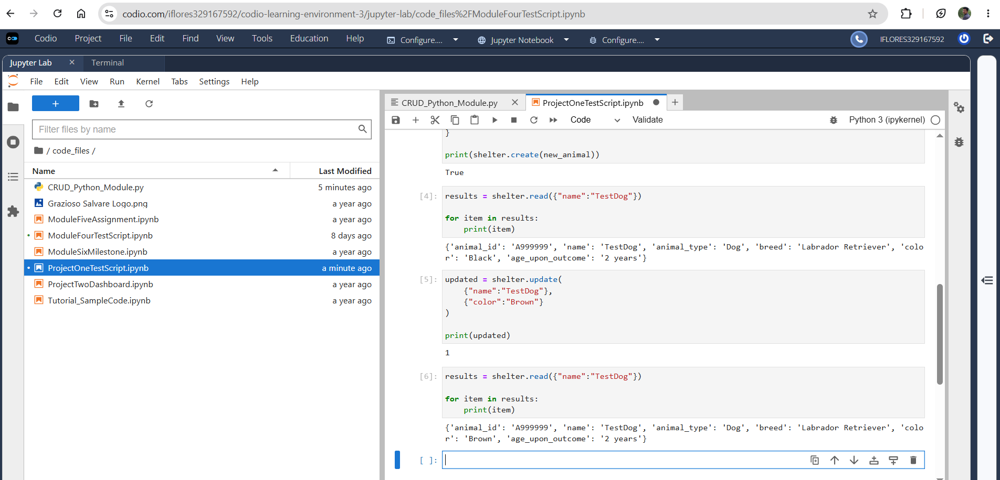 codio.com/iflores329167592/codio-learning-environment-3/jupyter-lab/code_files%2FModuleFourTestScript.ipynb
Codio Project File Edit Find View Tools Education Help Configure.... Jupyter Notebook Configure.... IFLORES329167592
Jupyter Lab Terminal
File Edit View Run Kernel Tabs Settings Help
Filter files by name
/ code_files /
Name Last Modified
CRUD_Python_Module.py 5 minutes ago
Grazioso Salvare Logo.png a year ago
ModuleFiveAssignment.ipynb a year ago
ModuleFourTestScript.ipynb 8 days ago
ModuleSixMilestone.ipynb a year ago
ProjectOneTestScript.ipynb a minute ago
ProjectTwoDashboard.ipynb a year ago
Tutorial_SampleCode.ipynb a year ago
CRUD_Python_Module.py ProjectOneTestScript.ipynb
Code Validate Python 3 (ipykernel)
}
print(shelter.create(new_animal))
True
[4]: results = shelter.read({"name":"TestDog"})
for item in results:
    print(item)
{'animal_id': 'A999999', 'name': 'TestDog', 'animal_type': 'Dog', 'breed': 'Labrador Retriever', 'colo
r': 'Black', 'age_upon_outcome': '2 years'}
[5]: updated = shelter.update(
    {"name":"TestDog"},
    {"color":"Brown"}
)
print(updated)
1
[6]: results = shelter.read({"name":"TestDog"})
for item in results:
    print(item)
{'animal_id': 'A999999', 'name': 'TestDog', 'animal_type': 'Dog', 'breed': 'Labrador Retriever', 'colo
r': 'Brown', 'age_upon_outcome': '2 years'}
[ ]: